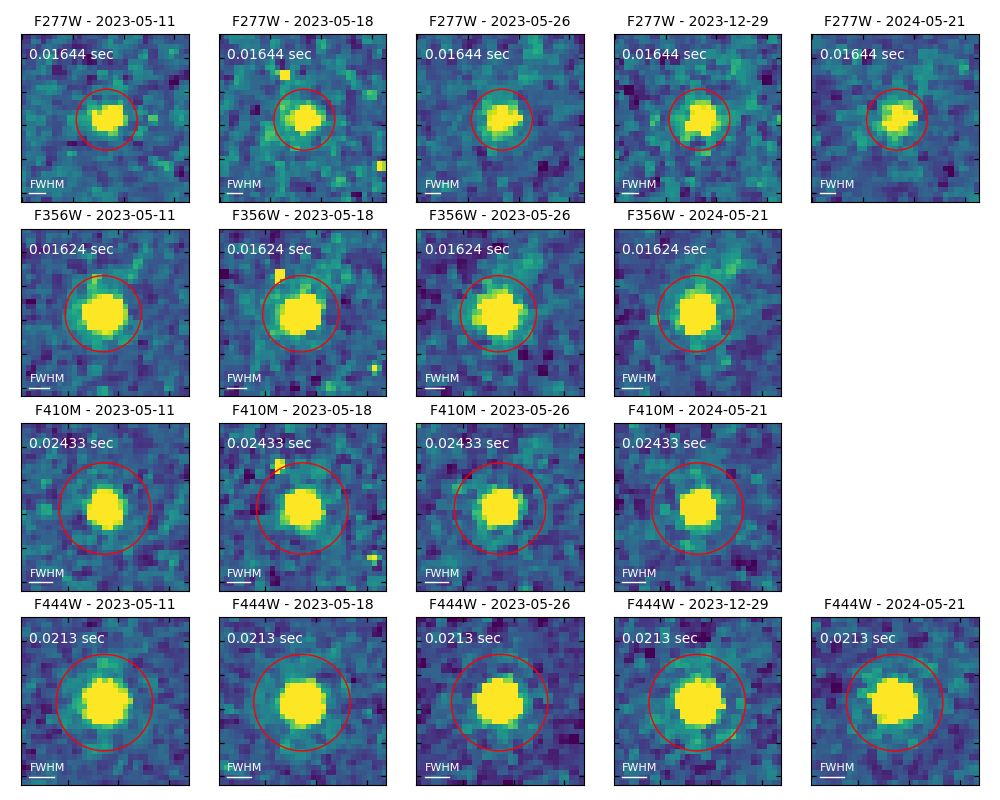 F277W - 2023-05-11
F277W - 2023-05-18
F277W - 2023-05-26
F277W - 2023-12-29
F277W - 2024-05-21
0.01644 sec
0.01644 sec
0.01644 sec
0.01644 sec
0.01644 sec
FWHM
FWHM
FWHM
FWHM
FWHM
F356W - 2023-05-11
F356W - 2023-05-18
F356W - 2023-05-26
F356W - 2024-05-21
0.01624 sec
0.01624 sec
0.01624 sec
0.01624 sec
FWHM
FWHM
FWHM
FWHM
F410M - 2023-05-11
F410M - 2023-05-18
F410M - 2023-05-26
F410M - 2024-05-21
0.02433 sec
0.02433 sec
0.02433 sec
0.02433 sec
FWHM
FWHM
FWHM
FWHM
F444W - 2023-05-11
F444W - 2023-05-18
F444W - 2023-05-26
F444W - 2023-12-29
F444W - 2024-05-21
0.0213 sec
0.0213 sec
0.0213 sec
0.0213 sec
0.0213 sec
FWHM
FWHM
FWHM
FWHM
FWHM